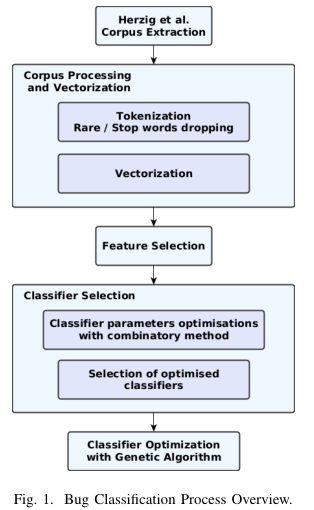 Herzig et al.
Corpus Extraction
Corpus Processing
and Vectorization
Tokenization
Rare / Stop words dropping
Vectorization
Feature Selection
Classifier Selection
Classifier parameters optimisations
with combinatory method
Selection of optimised
classifiers
Classifier Optimization
with Genetic Algorithm
Fig. 1. Bug Classification Process Overview.